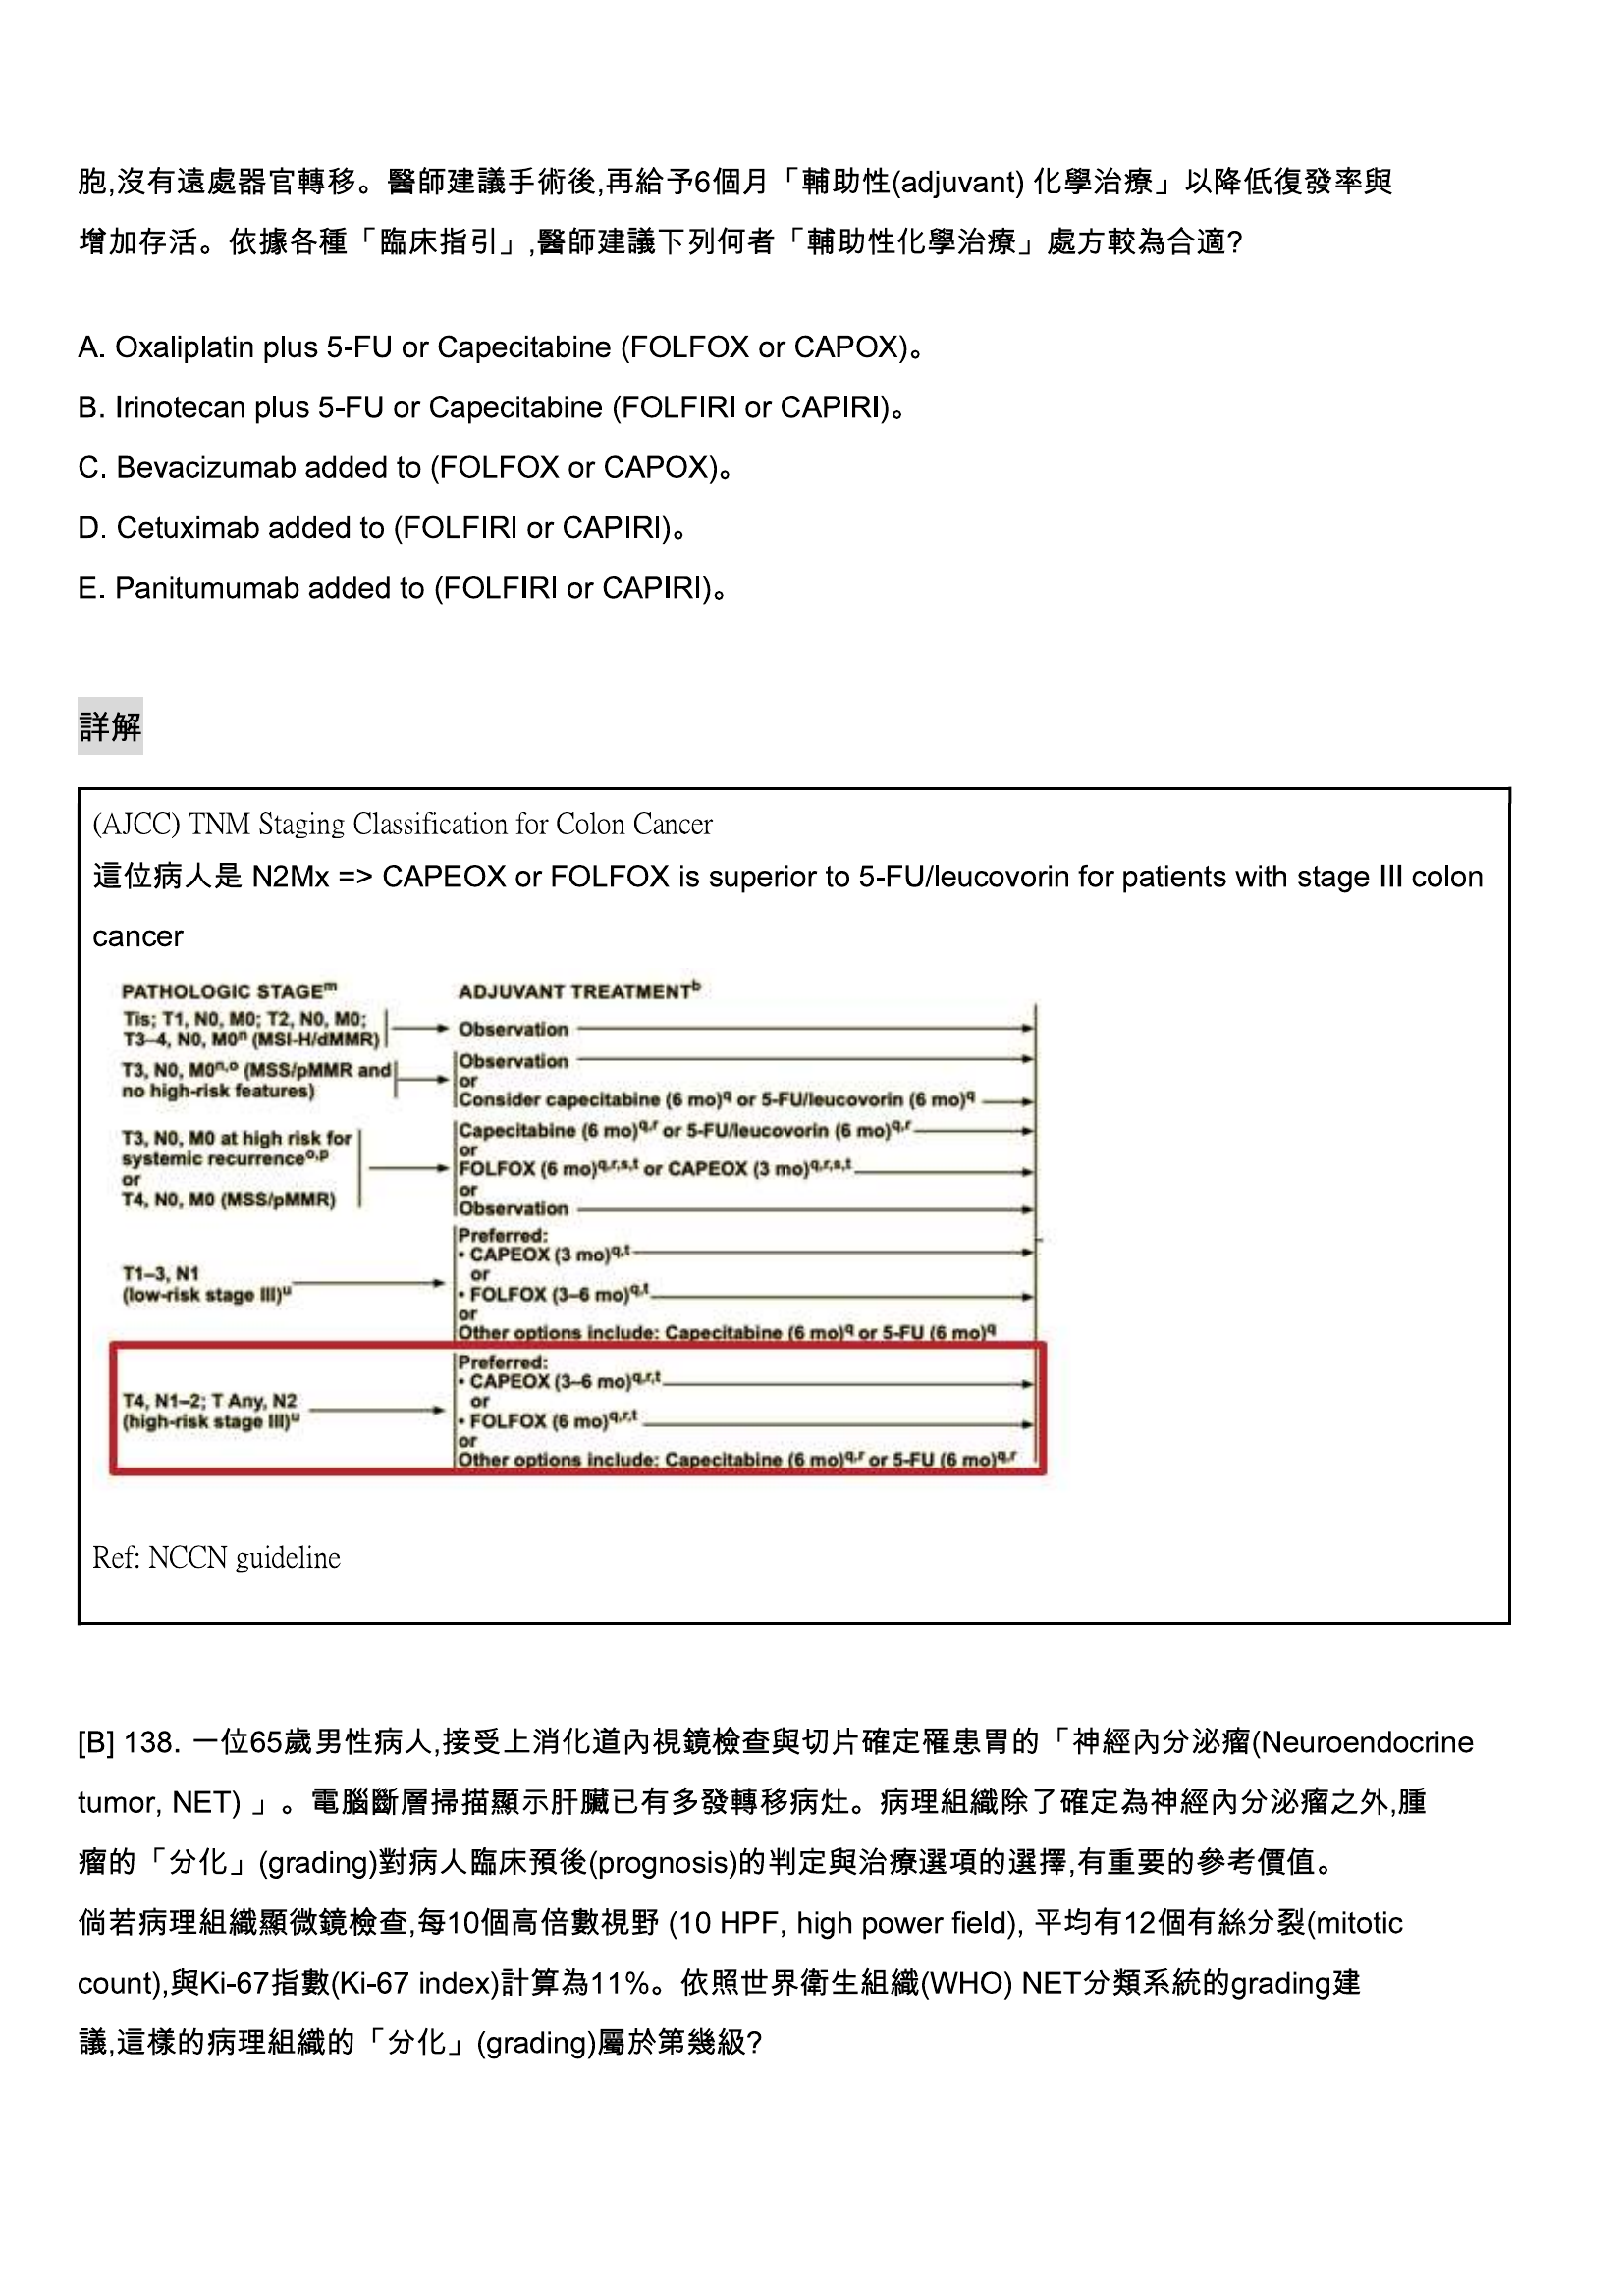 胞,沒有遠處器官轉移。醫師建議手術後,再給予6個月「輔助性(adjuvant) 化學治療」以降低復發率與
增加存活。依據各種「臨床指引」,醫師建議下列何者「輔助性化學治療」處方較為合適?
A. Oxaliplatin plus 5-FU or Capecitabine (FOLFOX or CAPOX)。
B. Irinotecan plus 5-FU or Capecitabine (FOLFIRI or CAPIRI)。
C. Bevacizumab added to (FOLFOX or CAPOX)。
D. Cetuximab added to (FOLFIRI or CAPIRI)。
E. Panitumumab added to (FOLFIRI or CAPIRI)。
詳解
(AJCC) TNM Staging Classification for Colon Cancer
這位病人是 N2Mx => CAPEOX or FOLFOX is superior to 5-FU/leucovorin for patients with stage III colon
cancer
PATHOLOGIC STAGEᵐ ADJUVANT TREATMENTᵇ
Tis; T1, N0, M0; T2, N0, M0;
T3–4, N0, M0ⁿ (MSI-H/dMMR)
Observation
T3, N0, M0ⁿ,ᵒ (MSS/pMMR and
no high-risk features)
Observation
or
Consider capecitabine (6 mo)q or 5-FU/leucovorin (6 mo)q
T3, N0, M0 at high risk for
systemic recurrenceᵒ,ᵖ
or
T4, N0, M0 (MSS/pMMR)
Capecitabine (6 mo)q,r or 5-FU/leucovorin (6 mo)q,r
or
FOLFOX (6 mo)q,r,s,t or CAPEOX (3 mo)q,r,s,t
or
Observation
T1–3, N1
(low-risk stage III)ᵘ
Preferred:
• CAPEOX (3 mo)q,t
or
• FOLFOX (3–6 mo)q,t
or
Other options include: Capecitabine (6 mo)q or 5-FU (6 mo)q
T4, N1–2; T Any, N2
(high-risk stage III)ᵘ
Preferred:
• CAPEOX (3–6 mo)q,r,t
or
• FOLFOX (6 mo)q,r,t
or
Other options include: Capecitabine (6 mo)q,r or 5-FU (6 mo)q,r
Ref: NCCN guideline
[B] 138. 一位65歲男性病人,接受上消化道內視鏡檢查與切片確定罹患胃的「神經內分泌瘤(Neuroendocrine
tumor, NET) 」。電腦斷層掃描顯示肝臟已有多發轉移病灶。病理組織除了確定為神經內分泌瘤之外,腫
瘤的「分化」(grading)對病人臨床預後(prognosis)的判定與治療選項的選擇,有重要的參考價值。
倘若病理組織顯微鏡檢查,每10個高倍數視野 (10 HPF, high power field), 平均有12個有絲分裂(mitotic
count),與Ki-67指數(Ki-67 index)計算為11%。依照世界衛生組織(WHO) NET分類系統的grading建
議,這樣的病理組織的「分化」(grading)屬於第幾級?